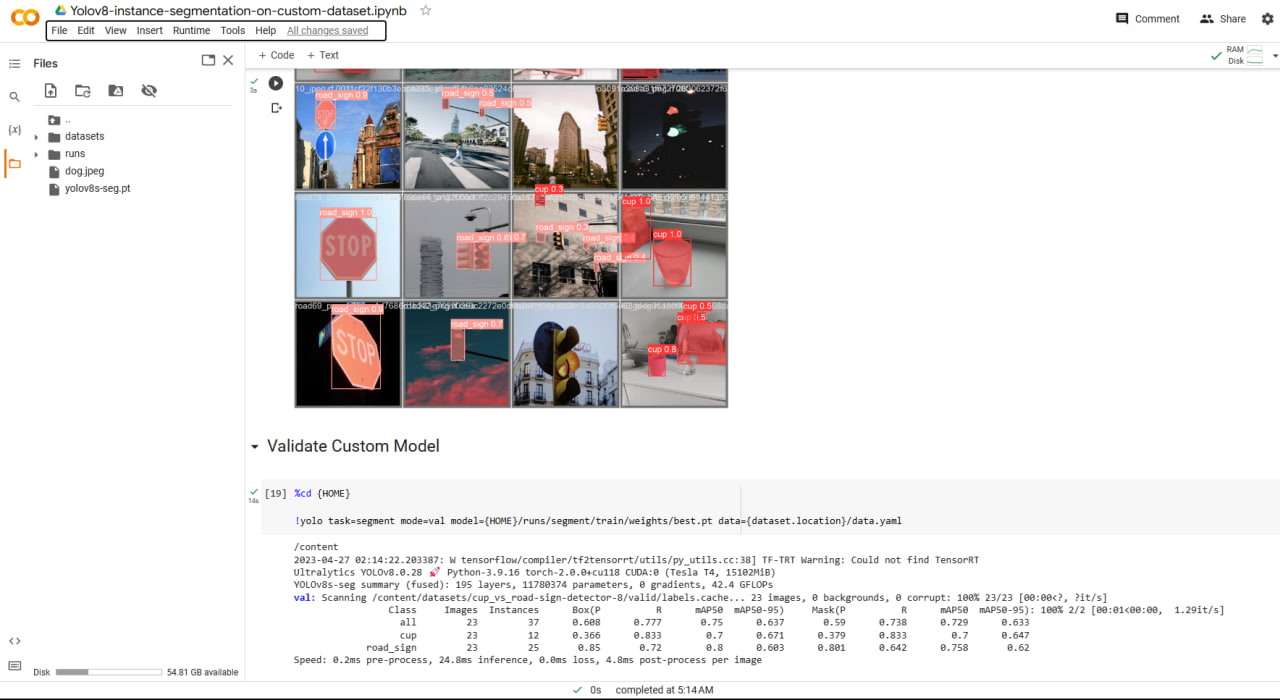 Yolov8-instance-segmentation-on-custom-dataset.ipynb
File Edit View Insert Runtime Tools Help All changes saved
Comment Share
Files
+ Code + Text
RAM
Disk
{x}
..
datasets
runs
dog.jpeg
yolov8s-seg.pt
3s
road_sign 0.9
road_sign 0.5
road_sign 0.5
STOP
cup 0.3
cup 1.0
road_sign 1.0
road_sign 0.3
cup 1.0
STOP
road_sign 0.9
cup 0.5
cup 0.5
road_sign 0.7
cup 0.8
STOP
Validate Custom Model
14s
[19] %cd {HOME}
!yolo task=segment mode=val model={HOME}/runs/segment/train/weights/best.pt data={dataset.location}/data.yaml
/content
2023-04-27 02:14:22.203387: W tensorflow/compiler/tf2tensorrt/utils/py_utils.cc:38] TF-TRT Warning: Could not find TensorRT
Ultralytics YOLOv8.0.28 🚀 Python-3.9.16 torch-2.0.0+cu118 CUDA:0 (Tesla T4, 15102MiB)
YOLOv8s-seg summary (fused): 195 layers, 11780374 parameters, 0 gradients, 42.4 GFLOPs
val: Scanning /content/datasets/cup_vs_road-sign-detector-8/valid/labels.cache... 23 images, 0 backgrounds, 0 corrupt: 100% 23/23 [00:00<?, ?it/s]
Class Images Instances Box(P R mAP50 mAP50-95) Mask(P R mAP50 mAP50-95): 100% 2/2 [00:01<00:00, 1.29it/s]
all 23 37 0.608 0.777 0.75 0.637 0.59 0.738 0.729 0.633
cup 23 12 0.366 0.833 0.7 0.671 0.379 0.833 0.7 0.647
road_sign 23 25 0.85 0.72 0.8 0.603 0.801 0.642 0.758 0.62
Speed: 0.2ms pre-process, 24.8ms inference, 0.0ms loss, 4.8ms post-process per image
Disk 54.81 GB available
0s completed at 5:14 AM